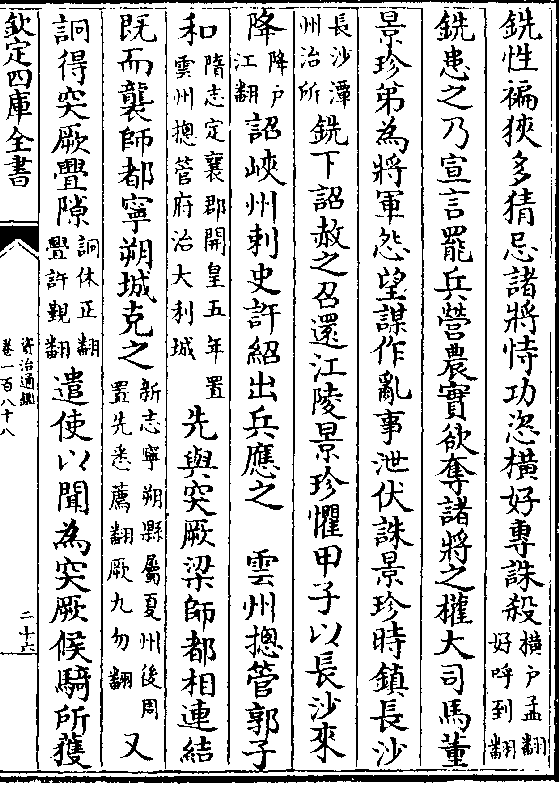 銑性褊狹多猜忌諸將恃功恣横好專誅殺横户孟翻好呼到翻
銑患之乃宣言罷兵營農實欲奪諸將之權大司馬董
景珍弟為將軍怨望謀作亂事泄伏誅景珍時鎮長沙
長沙潭州治所銑下詔赦之召還江陵景珍懼甲子以長沙來
降降户江翻詔峽州刺史許紹出兵應之　雲州摠管郭子
和隋志定襄郡開皇五年置雲州摠管府治大利城先與突厥梁師都相連結
既而襲師都寧朔城克之新志寧朔縣屬夏州後周置先悉薦翻厥九勿翻又
詗得突厥釁隙詗休正翻釁許覲翻遣使以聞為突厥候騎所獲
欽定四庫全書
資治通鑑
卷一百八十八
二十六